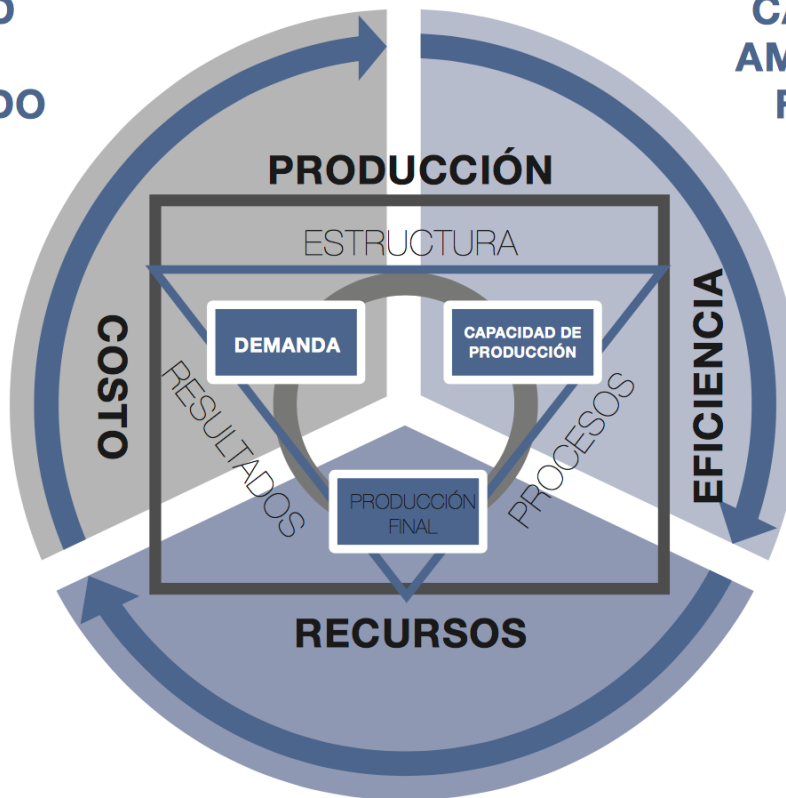 PRODUCCIÓN
ESTRUCTURA
DEMANDA
CAPACIDAD DE
PRODUCCIÓN
COSTO
EFICIENCIA
RESULTADOS
PROCESOS
PRODUCCIÓN
FINAL
RECURSOS